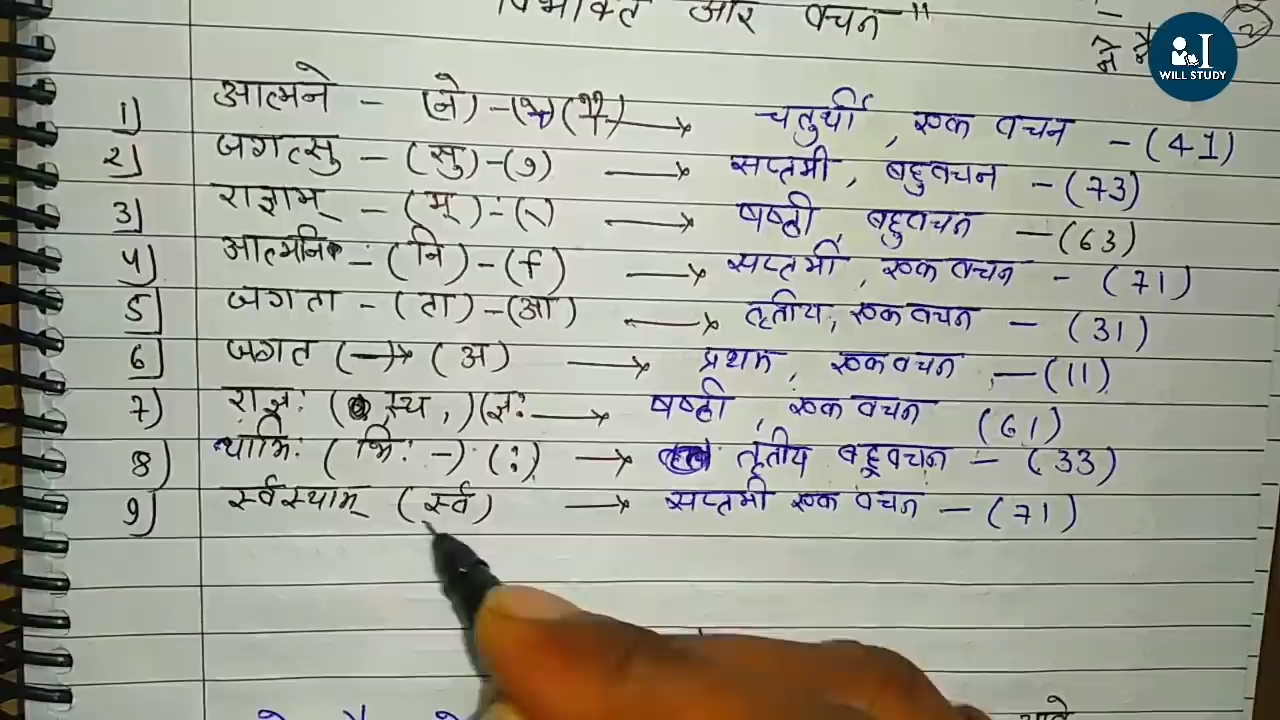 विभक्ति और वचन"
ने नै
2
I
WILL STUDY
1) आत्मने - (ने) - → चतुर्थी, एक वचन - (41)
2) जगत्सु - (सु) - (ु) → सप्तमी, बहुवचन - (73)
3) राज्ञाम् - (म्) - (्) → षष्ठी, बहुवचन - (63)
4) आत्मनि - (नि) - (ि) → सप्तमी, एक वचन - (71)
5) जगता - (ता) - (आ) → तृतीय, एक वचन - (31)
6) जगत (—)→ (अ) → प्रथम, एकवचन - (11)
7) राज्ञः (स्य,) (ज्ञः → षष्ठी, एक वचन (61)
8) (भिः -) (ः) → तृतीय बहुवचन - (33)
9) र्स्वस्याम् (र्स्व) → सप्तमी एक वचन - (71)